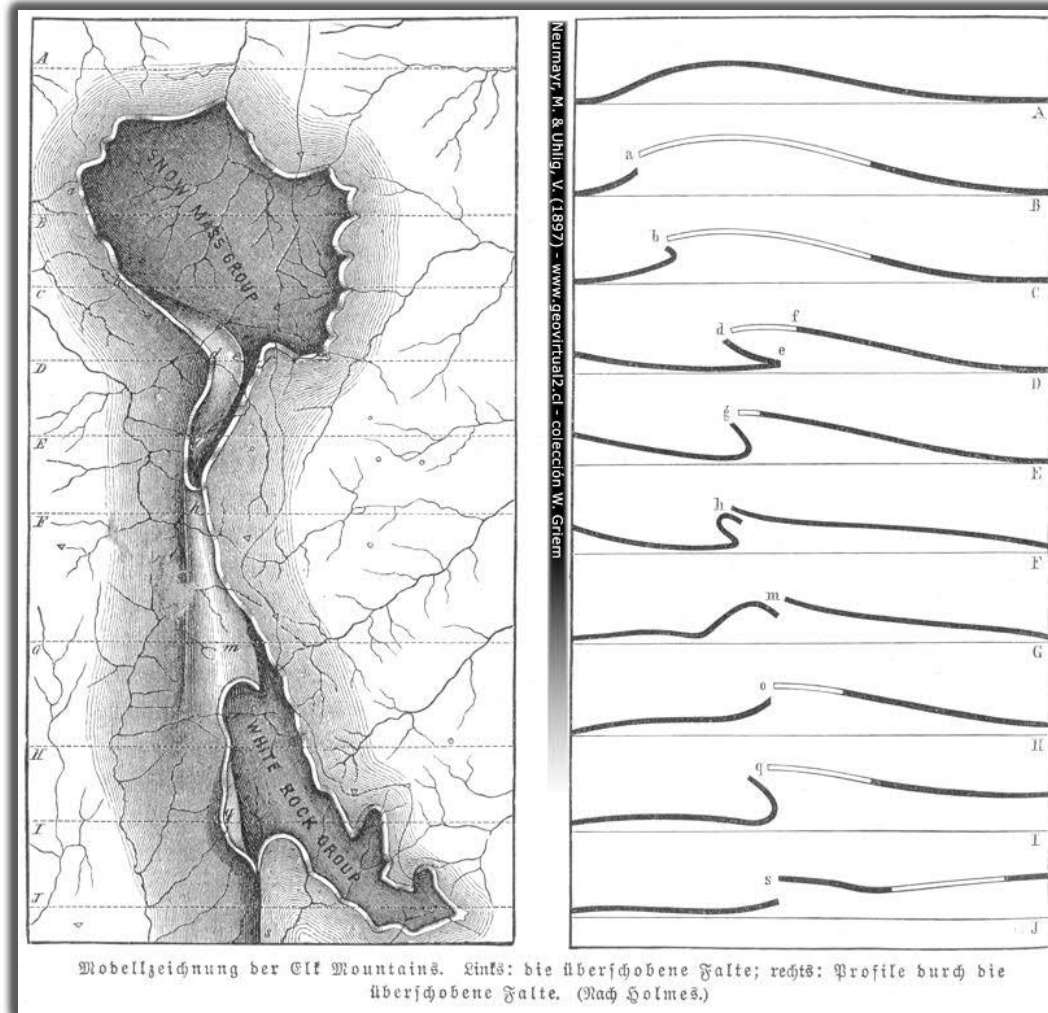 A
SNOW MASS GROUP
a
B
C
d
f
e
D
E
h
F
G
m
H
WHITE ROCK GROUP
I
q
J
s
Neumayr, M. & Uhlig, V. (1897) - www.geovirtual2.cl - colección W. Griem
A
a
B
b
C
d
f
e
D
g
E
h
F
m
G
o
H
q
I
s
J
Modellzeichnung der Elk Mountains. Links: die überſchobene Falte; rechts: Profile durch die
überſchobene Falte. (Nach Holmes.)